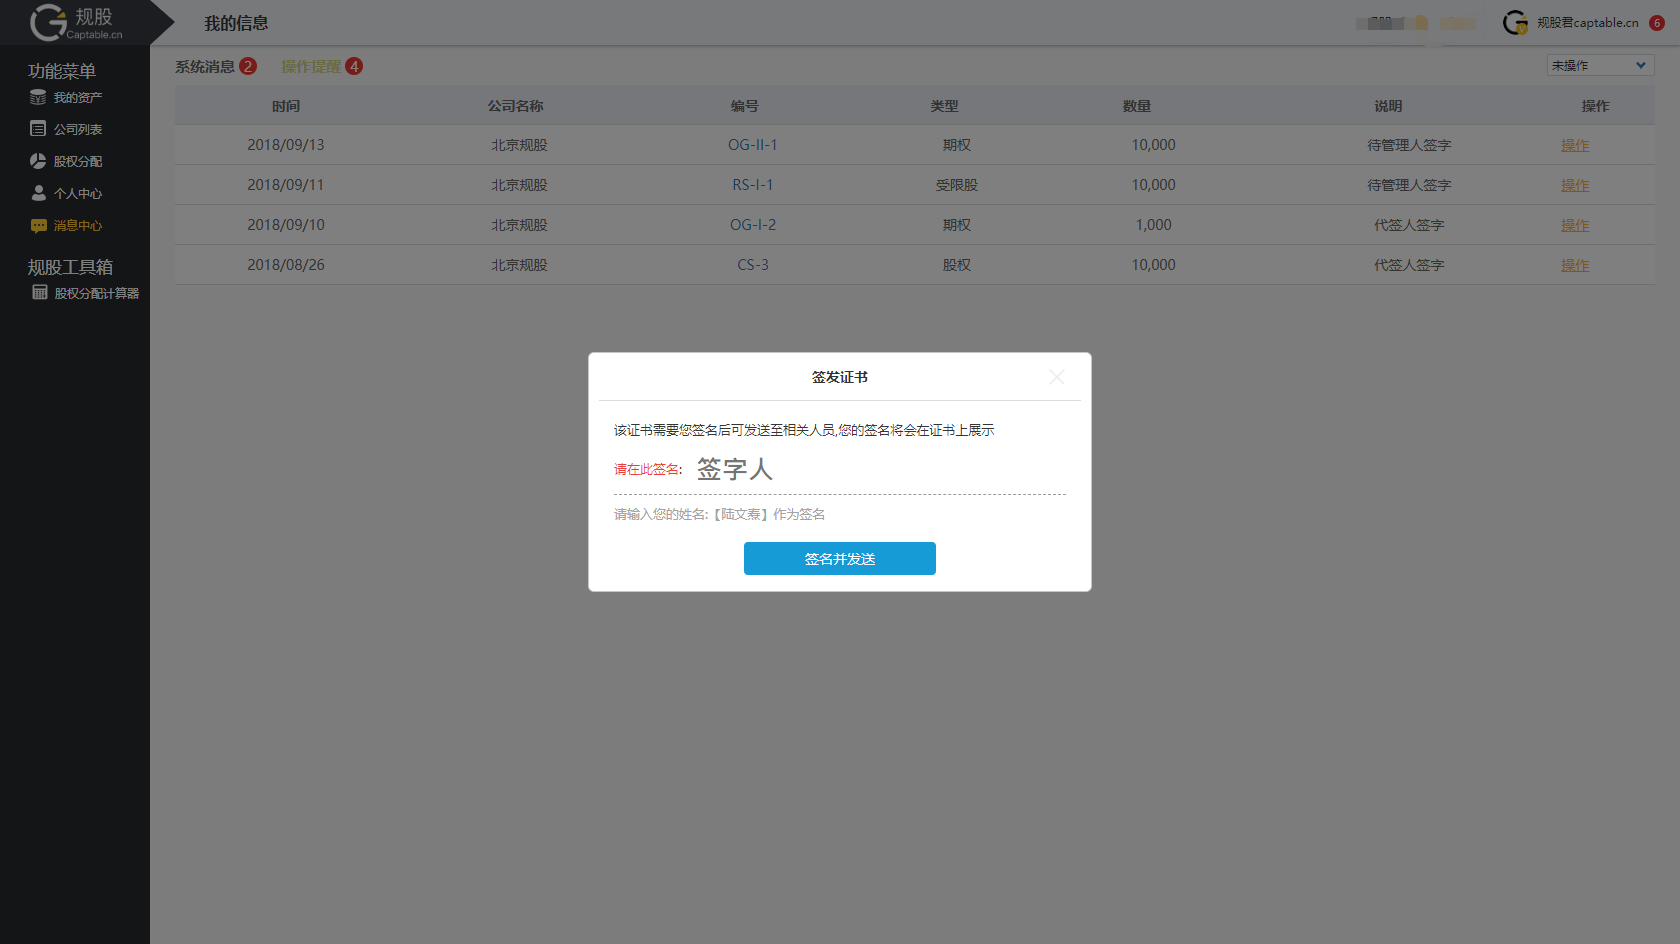 规股
Captable.cn
我的信息
规股君captable.cn 6
功能菜单
我的资产
公司列表
股权分配
个人中心
消息中心
规股工具箱
股权分配计算器
系统消息 2 操作提醒 4 未操作
时间 公司名称 编号 类型 数量 说明 操作
2018/09/13 北京规股 OG-II-1 期权 10,000 待管理人签字 操作
2018/09/11 北京规股 RS-I-1 受限股 10,000 待管理人签字 操作
2018/09/10 北京规股 OG-I-2 期权 1,000 代签人签字 操作
2018/08/26 北京规股 CS-3 股权 10,000 代签人签字 操作
签发证书
该证书需要您签名后可发送至相关人员,您的签名将会在证书上展示
请在此签名: 签字人
请输入您的姓名:【陆文焘】作为签名
签名并发送